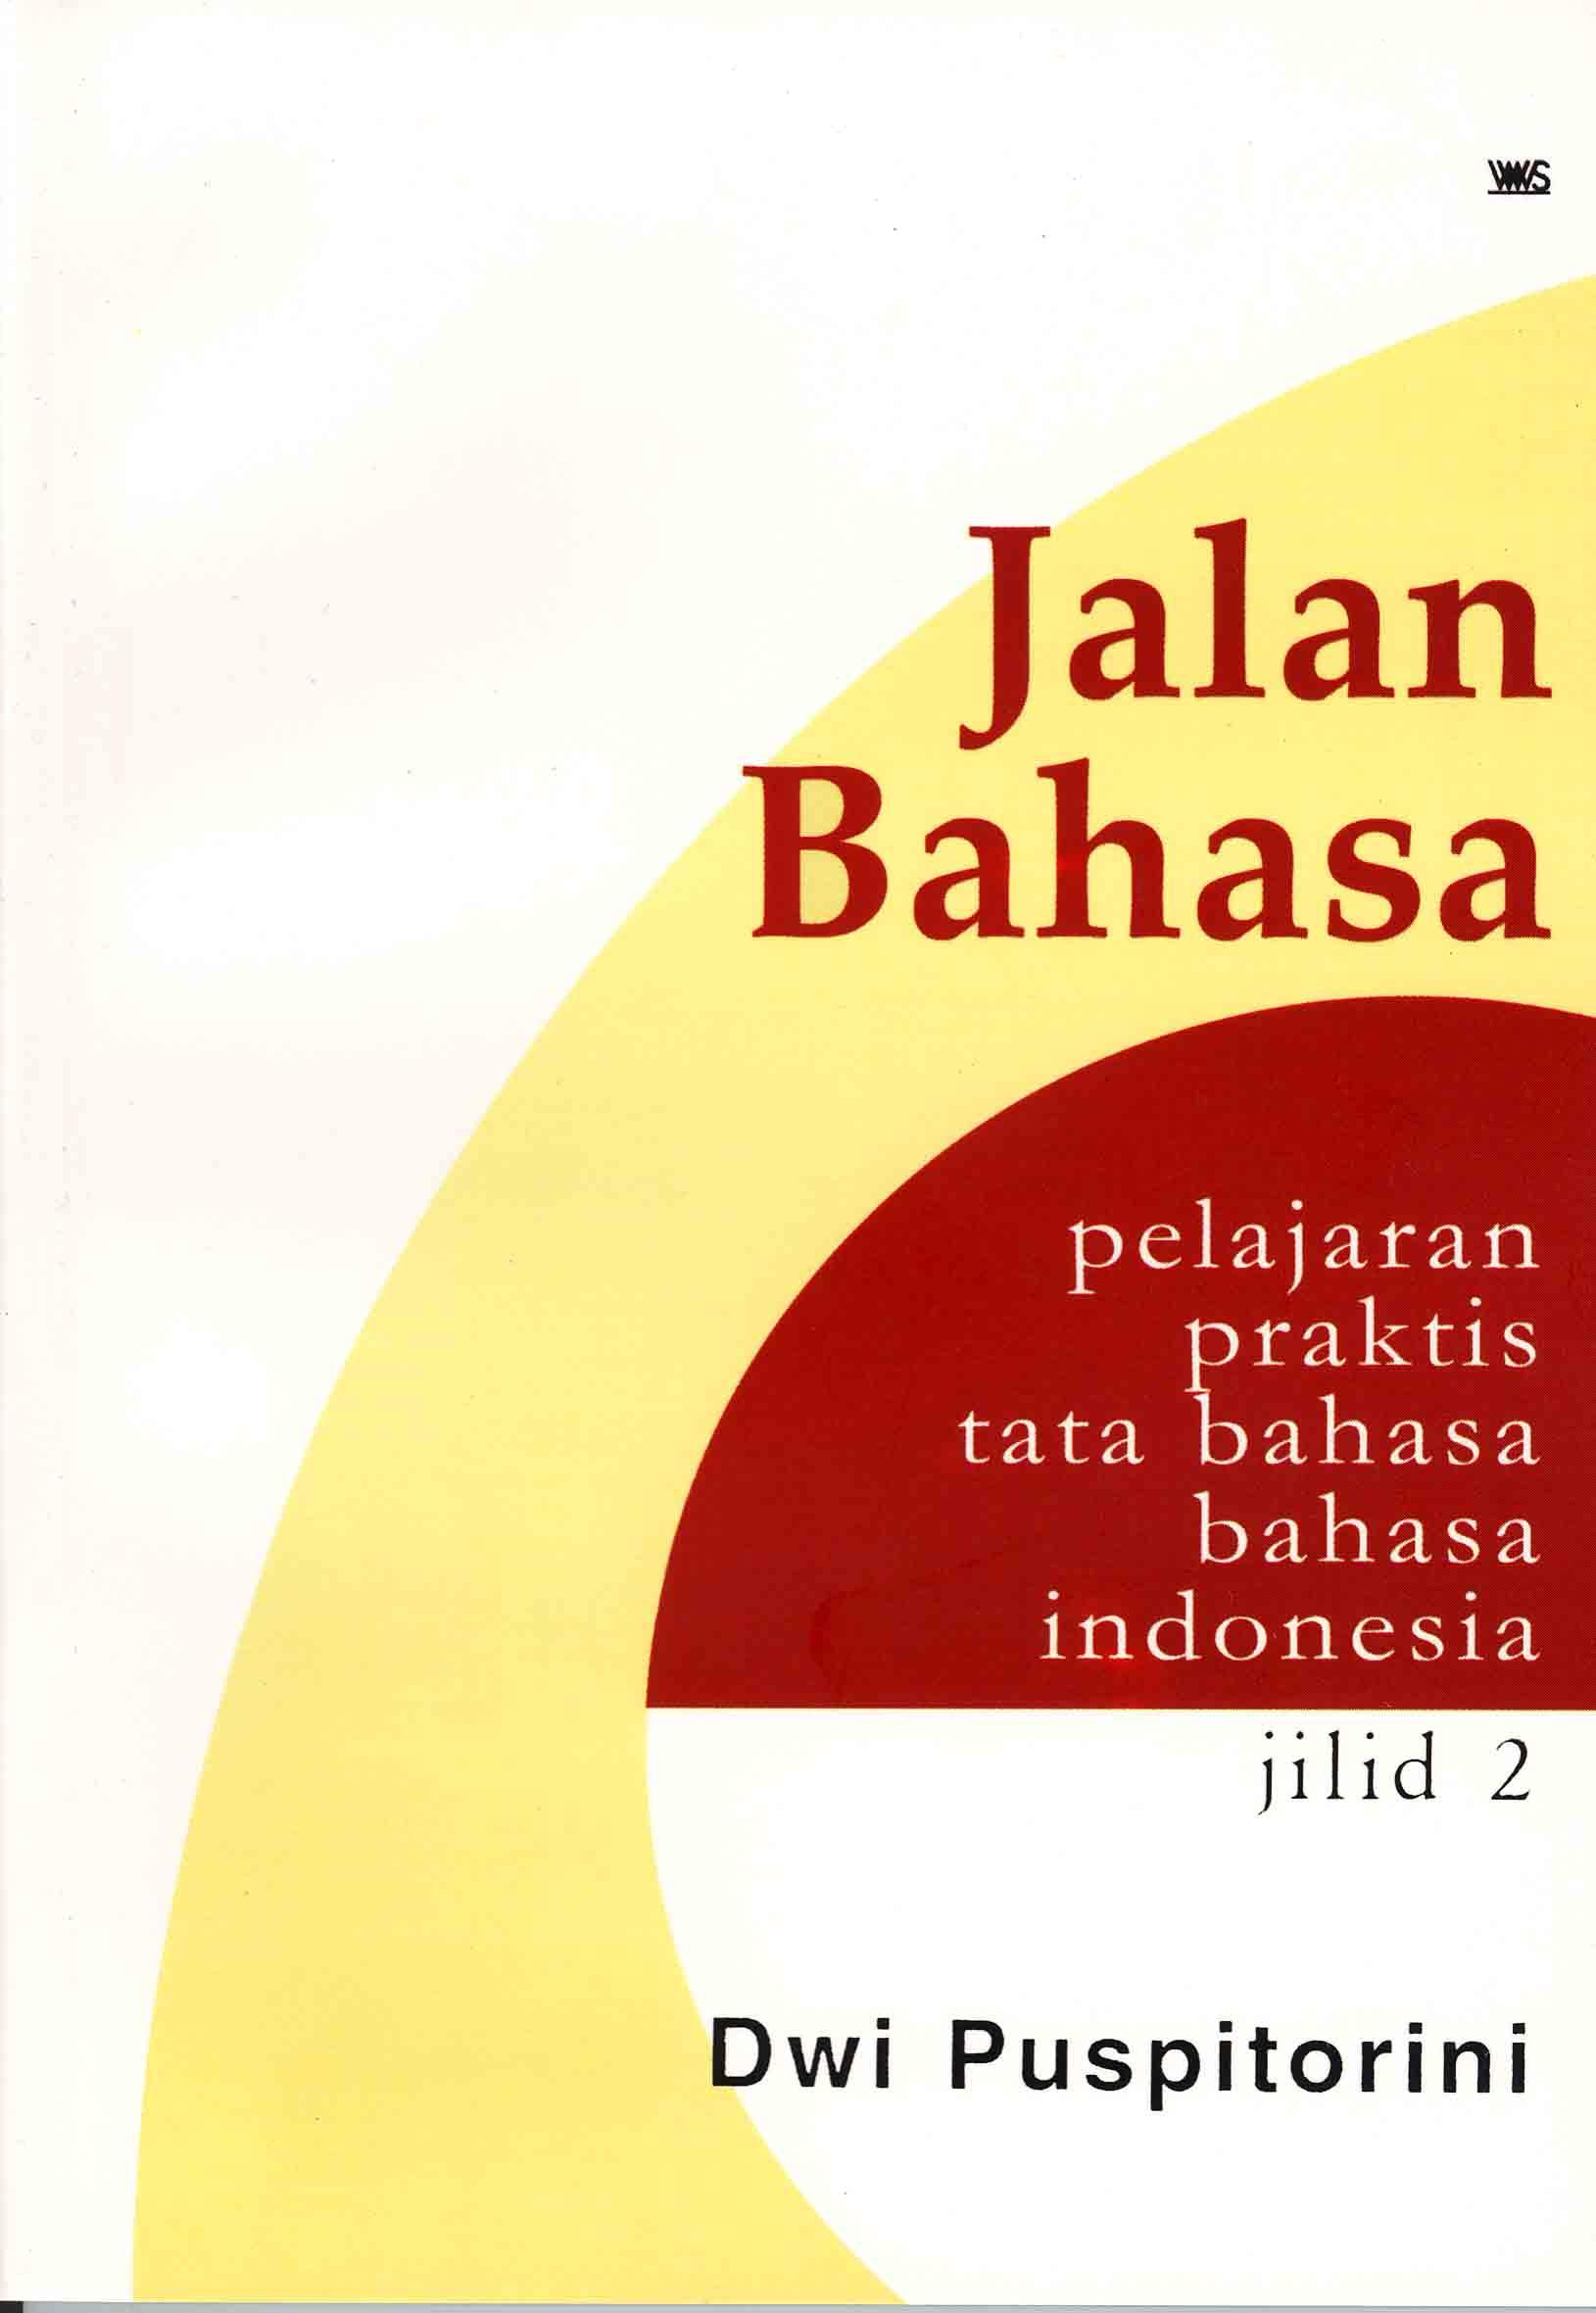 WWS
Jalan
Bahasa
pelajaran
praktis
tata bahasa
bahasa
indonesia
jilid 2
Dwi Puspitorini